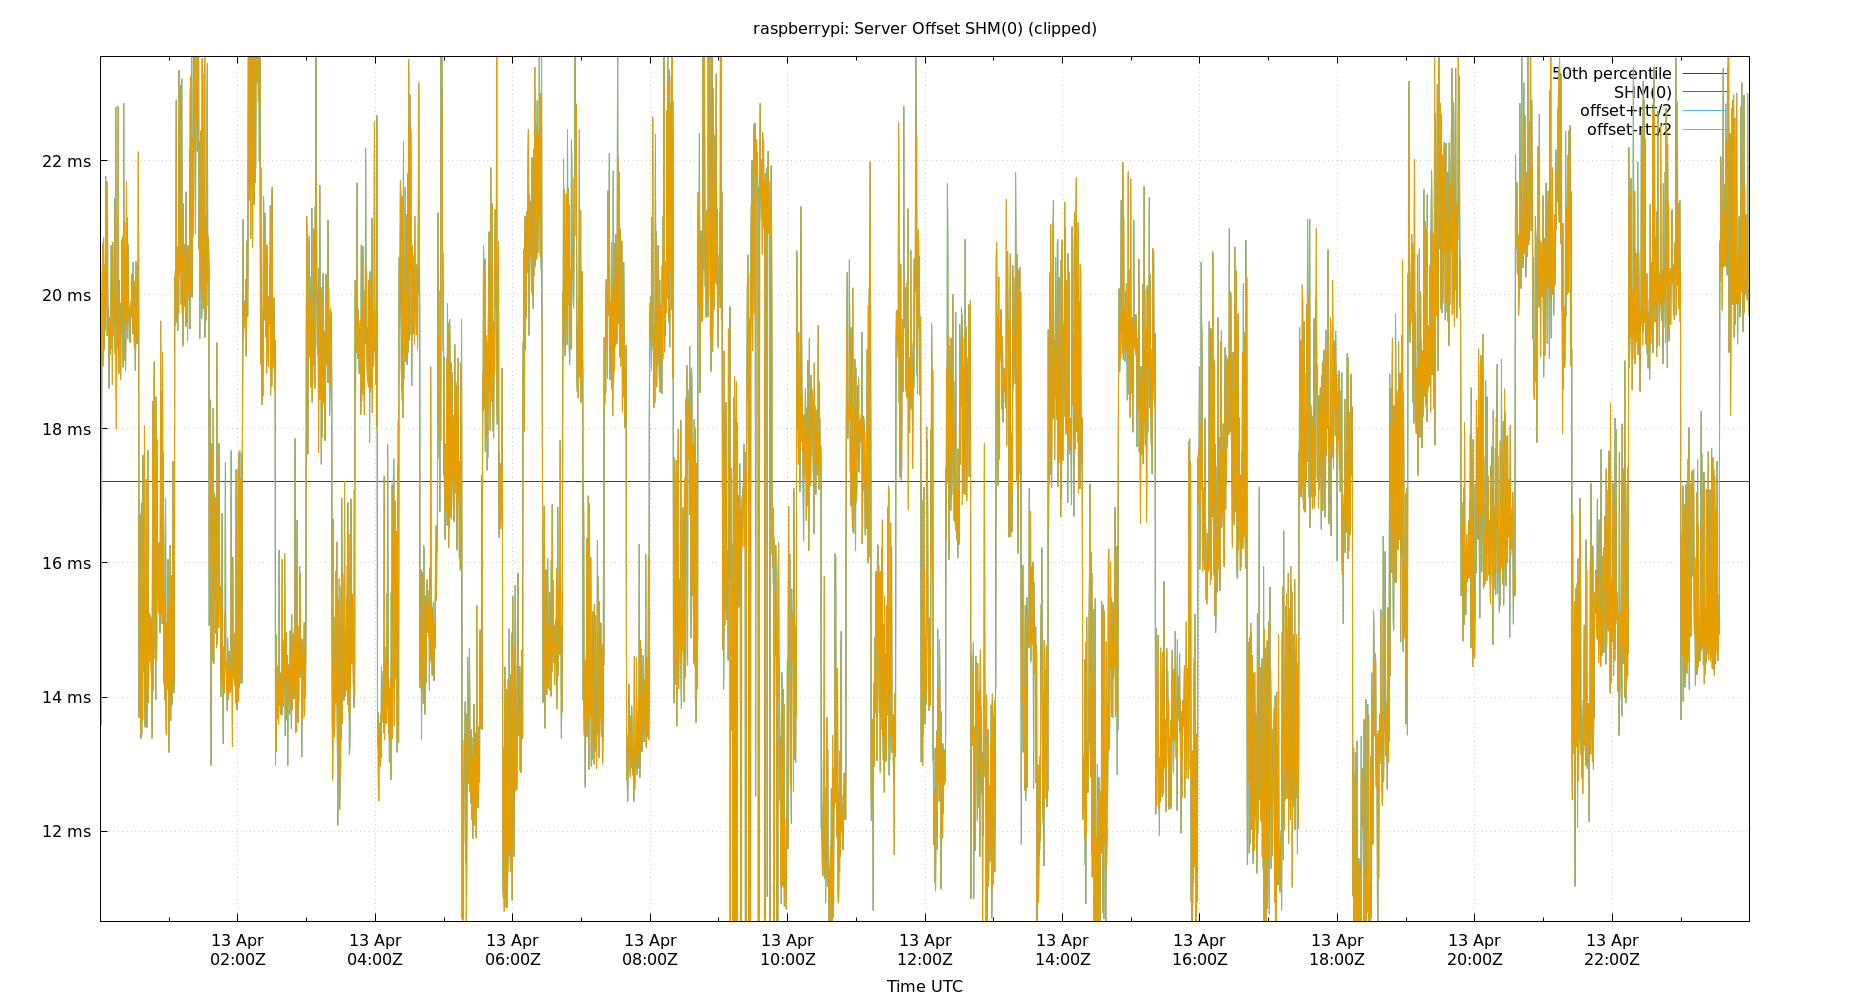 raspberrypi: Server Offset SHM(0) (clipped)
50th percentile
SHM(0)
offset+rtt/2
offset-rtt/2
22 ms
20 ms
18 ms
16 ms
14 ms
12 ms
13 Apr 13 Apr 13 Apr 13 Apr 13 Apr 13 Apr 13 Apr 13 Apr 13 Apr 13 Apr 13 Apr
02:00Z 04:00Z 06:00Z 08:00Z 10:00Z 12:00Z 14:00Z 16:00Z 18:00Z 20:00Z 22:00Z
Time UTC